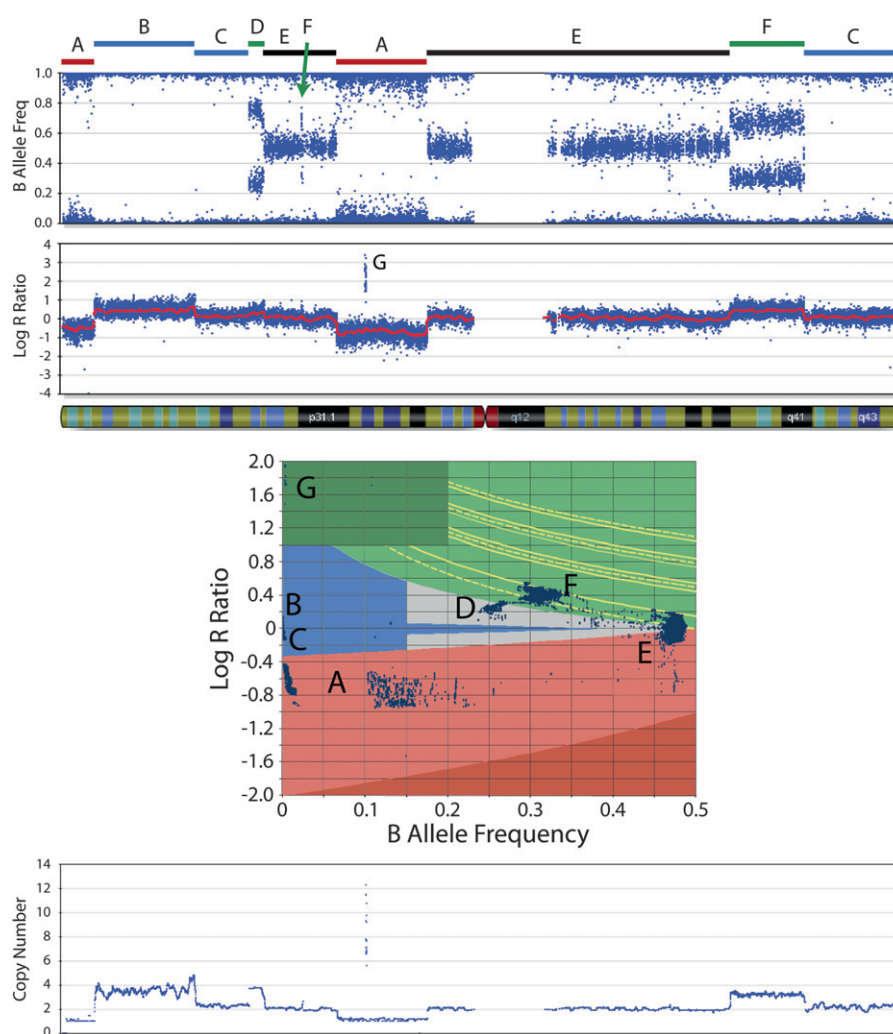 A B C D E F A E F C
1.0
0.8
0.6
0.4
0.2
0.0
B Allele Freq
4
3
2
1
0
-1
-2
-3
-4
Log R Ratio
G
p31.1 q12 q41 q43
2.0
1.6
1.2
0.8
0.4
0
-0.4
-0.8
-1.2
-1.6
-2.0
Log R Ratio
G
B
C
D
F
E
A
0 0.1 0.2 0.3 0.4 0.5
B Allele Frequency
14
12
10
8
6
4
2
0
Copy Number